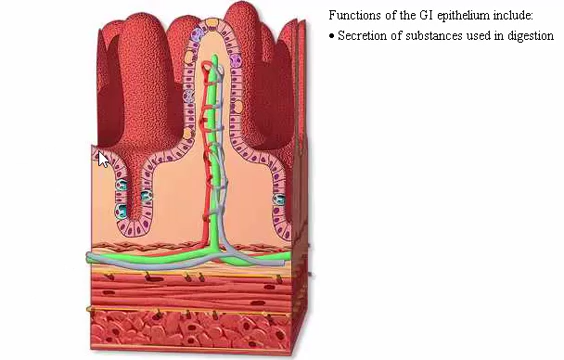 Functions of the GI epithelium include:
• Secretion of substances used in digestion